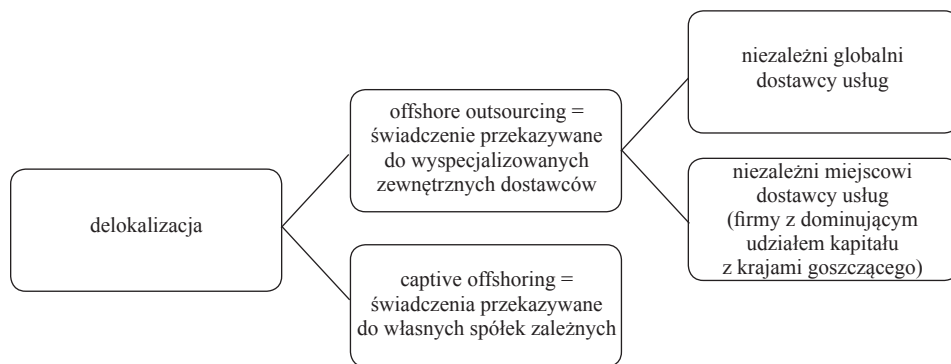 delokalizacja
offshore outsourcing =
świadczenie przekazywane
do wyspecjalizowanych
zewnętrznych dostawców
captive offshoring =
świadczenia przekazywane
do własnych spółek zależnych
niezależni globalni
dostawcy usług
niezależni miejscowi
dostawcy usług
(firmy z dominującym
udziałem kapitału
z krajami goszczącego)